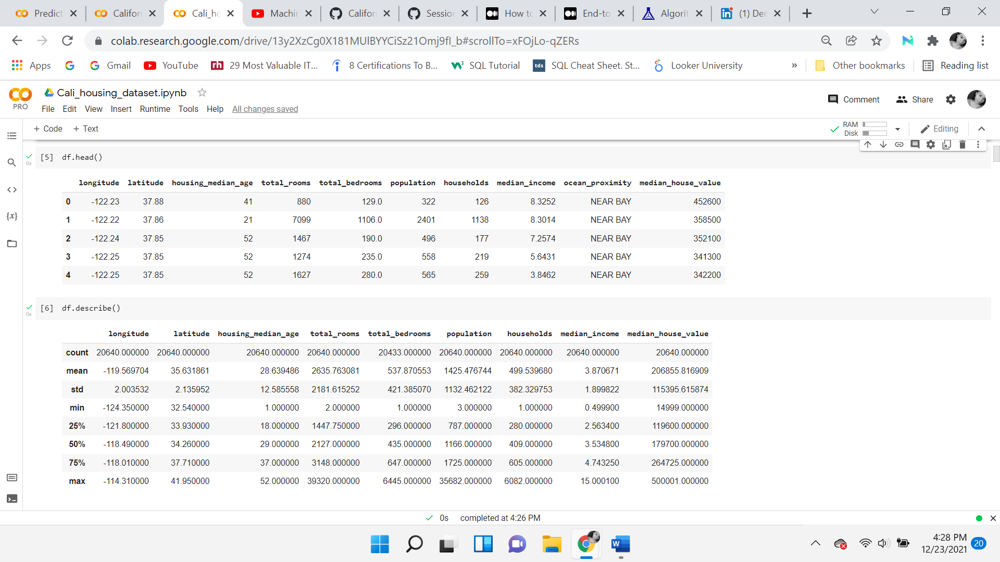 Predict Califor Cali_ho Machi Califor Session How to End-to Algorit (1) Der
colab.research.google.com/drive/13y2XzCg0X181MUlBYYCiSz21Omj9fI_b#scrollTo=xFOjLo-qZERs
Apps Gmail YouTube rh 29 Most Valuable IT... 8 Certifications To B... SQL Tutorial tds SQL Cheat Sheet. St... Looker University » Other bookmarks Reading list
PRO
Cali_housing_dataset.ipynb
Comment Share
File Edit View Insert Runtime Tools Help All changes saved
+ Code + Text
RAM
Disk
Editing
[5] df.head()
0s
longitude latitude housing_median_age total_rooms total_bedrooms population households median_income ocean_proximity median_house_value
0 -122.23 37.88 41 880 129.0 322 126 8.3252 NEAR BAY 452600
1 -122.22 37.86 21 7099 1106.0 2401 1138 8.3014 NEAR BAY 358500
2 -122.24 37.85 52 1467 190.0 496 177 7.2574 NEAR BAY 352100
3 -122.25 37.85 52 1274 235.0 558 219 5.6431 NEAR BAY 341300
4 -122.25 37.85 52 1627 280.0 565 259 3.8462 NEAR BAY 342200
[6] df.describe()
0s
longitude latitude housing_median_age total_rooms total_bedrooms population households median_income median_house_value
count 20640.000000 20640.000000 20640.000000 20640.000000 20433.000000 20640.000000 20640.000000 20640.000000 20640.000000
mean -119.569704 35.631861 28.639486 2635.763081 537.870553 1425.476744 499.539680 3.870671 206855.816909
std 2.003532 2.135952 12.585558 2181.615252 421.385070 1132.462122 382.329753 1.899822 115395.615874
min -124.350000 32.540000 1.000000 2.000000 1.000000 3.000000 1.000000 0.499900 14999.000000
25% -121.800000 33.930000 18.000000 1447.750000 296.000000 787.000000 280.000000 2.563400 119600.000000
50% -118.490000 34.260000 29.000000 2127.000000 435.000000 1166.000000 409.000000 3.534800 179700.000000
75% -118.010000 37.710000 37.000000 3148.000000 647.000000 1725.000000 605.000000 4.743250 264725.000000
max -114.310000 41.950000 52.000000 39320.000000 6445.000000 35682.000000 6082.000000 15.000100 500001.000000
0s completed at 4:26 PM
4:28 PM
12/23/2021
20